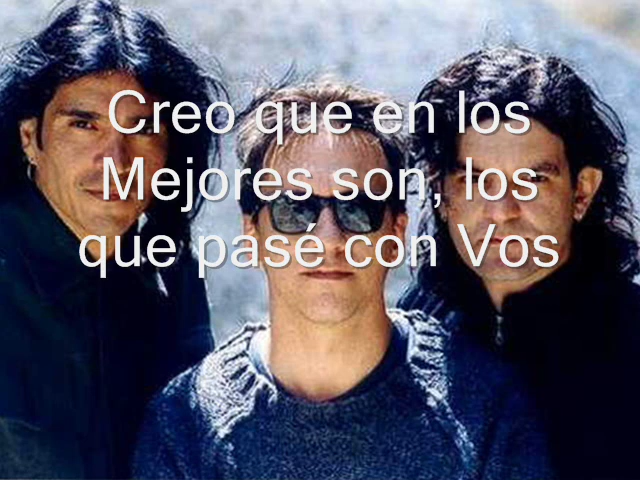 Creo que en los
Mejores son, los
que pasé con Vos